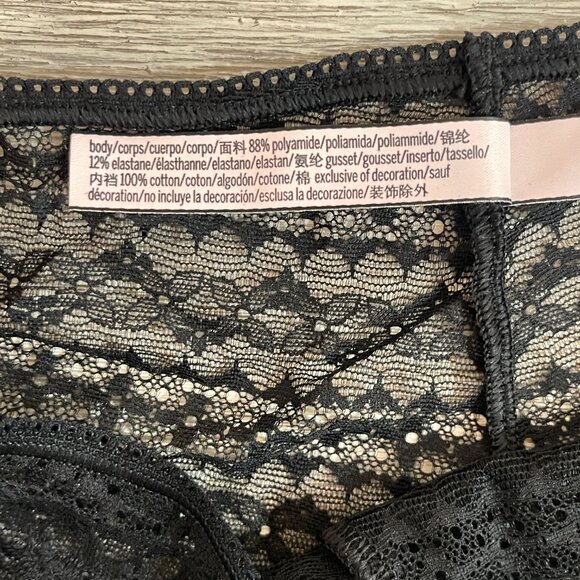 body/corps/cuerpo/corpo/面料 88% polyamide/poliamida/poliammide/锦纶
12% elastane/élasthanne/elastano/elastan/氨纶 gusset/gousset/inserto/tassello/
内裆 100% cotton/coton/algodón/cotone/棉 exclusive of decoration/sauf
décoration/no incluye la decoración/esclusa la decorazione/装饰除外